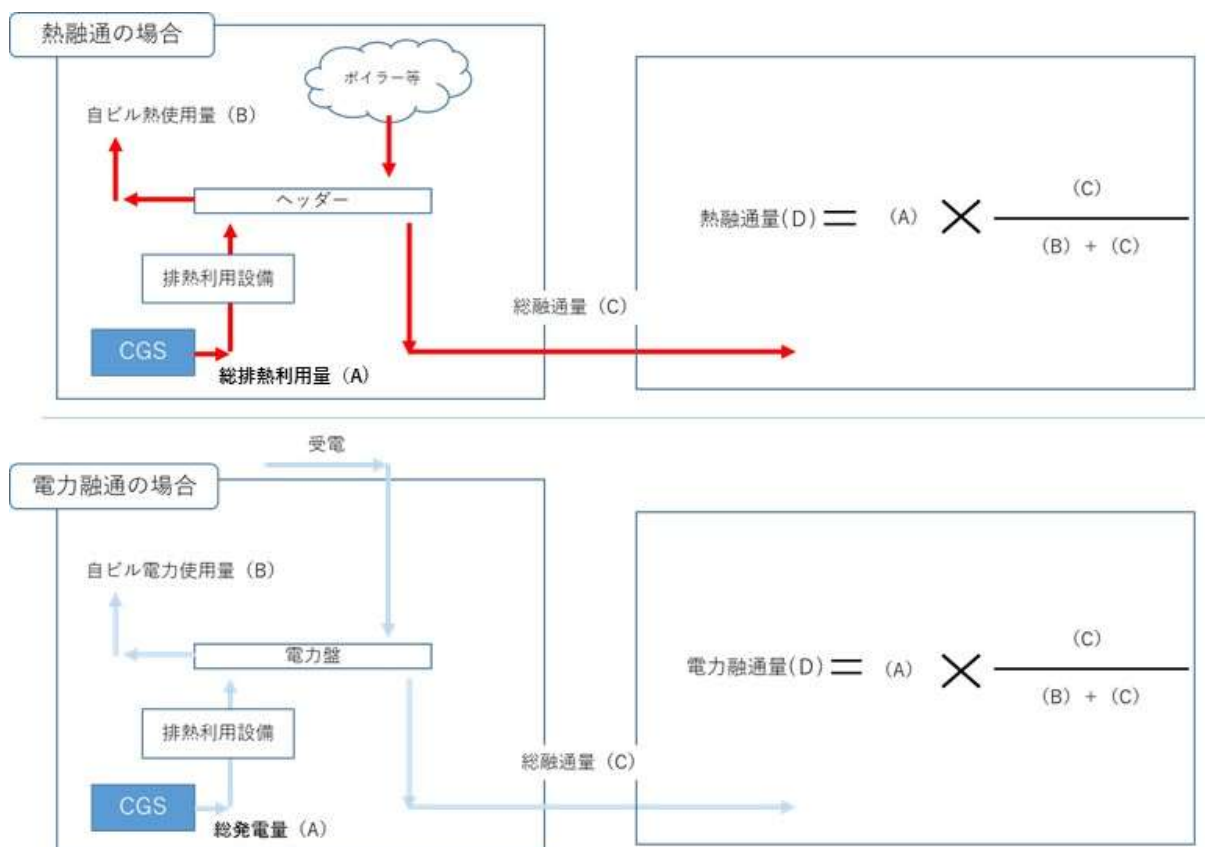 熱融通の場合
ボイラー等
自ビル熱使用量（B）
ヘッダー
排熱利用設備
CGS
総排熱利用量（A）
総融通量（C）
熱融通量(D)＝ （A） × （C）
（B）+（C）
受電
電力融通の場合
自ビル電力使用量（B）
電力盤
排熱利用設備
CGS
総発電量（A）
総融通量（C）
電力融通量(D)＝ （A） × （C）
（B）+（C）